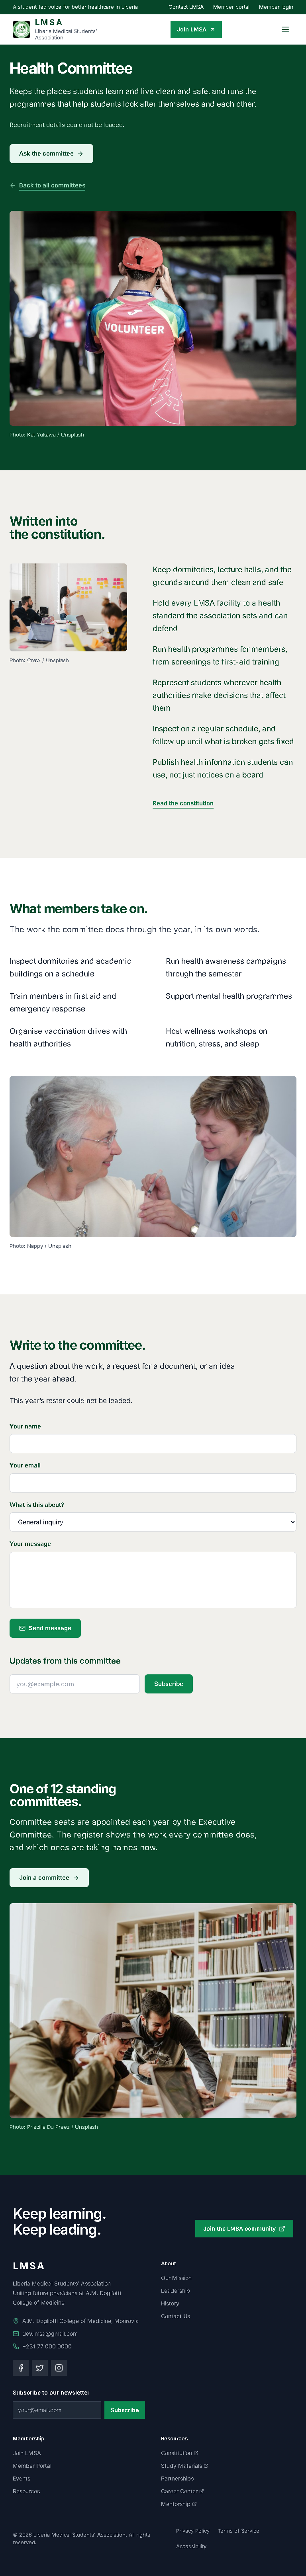 A student-led voice for better healthcare in Liberia
Contact LMSA
Member portal
Member login
LMSA
Liberia Medical Students'
Association
Join LMSA
Health Committee
Keeps the places students learn and live clean and safe, and runs the
programmes that help students look after themselves and each other.
Recruitment details could not be loaded.
Ask the committee
Back to all committees
VOLUNTEER
Photo: Kat Yukawa / Unsplash
Written into
the constitution.
Photo: Crew / Unsplash
Keep dormitories, lecture halls, and the
grounds around them clean and safe
Hold every LMSA facility to a health
standard the association sets and can
defend
Run health programmes for members,
from screenings to first-aid training
Represent students wherever health
authorities make decisions that affect
them
Inspect on a regular schedule, and
follow up until what is broken gets fixed
Publish health information students can
use, not just notices on a board
Read the constitution
What members take on.
The work the committee does through the year, in its own words.
Inspect dormitories and academic
buildings on a schedule
Run health awareness campaigns
through the semester
Train members in first aid and
emergency response
Support mental health programmes
Organise vaccination drives with
health authorities
Host wellness workshops on
nutrition, stress, and sleep
Photo: Nappy / Unsplash
Write to the committee.
A question about the work, a request for a document, or an idea
for the year ahead.
This year's roster could not be loaded.
Your name
Your email
What is this about?
General inquiry
Your message
Send message
Updates from this committee
you@example.com
Subscribe
One of 12 standing
committees.
Committee seats are appointed each year by the Executive
Committee. The register shows the work every committee does,
and which ones are taking names now.
Join a committee
Photo: Priscilla Du Preez / Unsplash
Keep learning.
Keep leading.
Join the LMSA community
LMSA
Liberia Medical Students' Association
Uniting future physicians at A.M. Dogliotti
College of Medicine
A.M. Dogliotti College of Medicine, Monrovia
dev.lmsa@gmail.com
+231 77 000 0000
Subscribe to our newsletter
your@email.com
Subscribe
About
Our Mission
Leadership
History
Contact Us
Membership
Join LMSA
Member Portal
Events
Resources
Resources
Constitution
Study Materials
Partnerships
Career Center
Mentorship
© 2026 Liberia Medical Students' Association. All rights
reserved.
Privacy Policy
Terms of Service
Accessibility